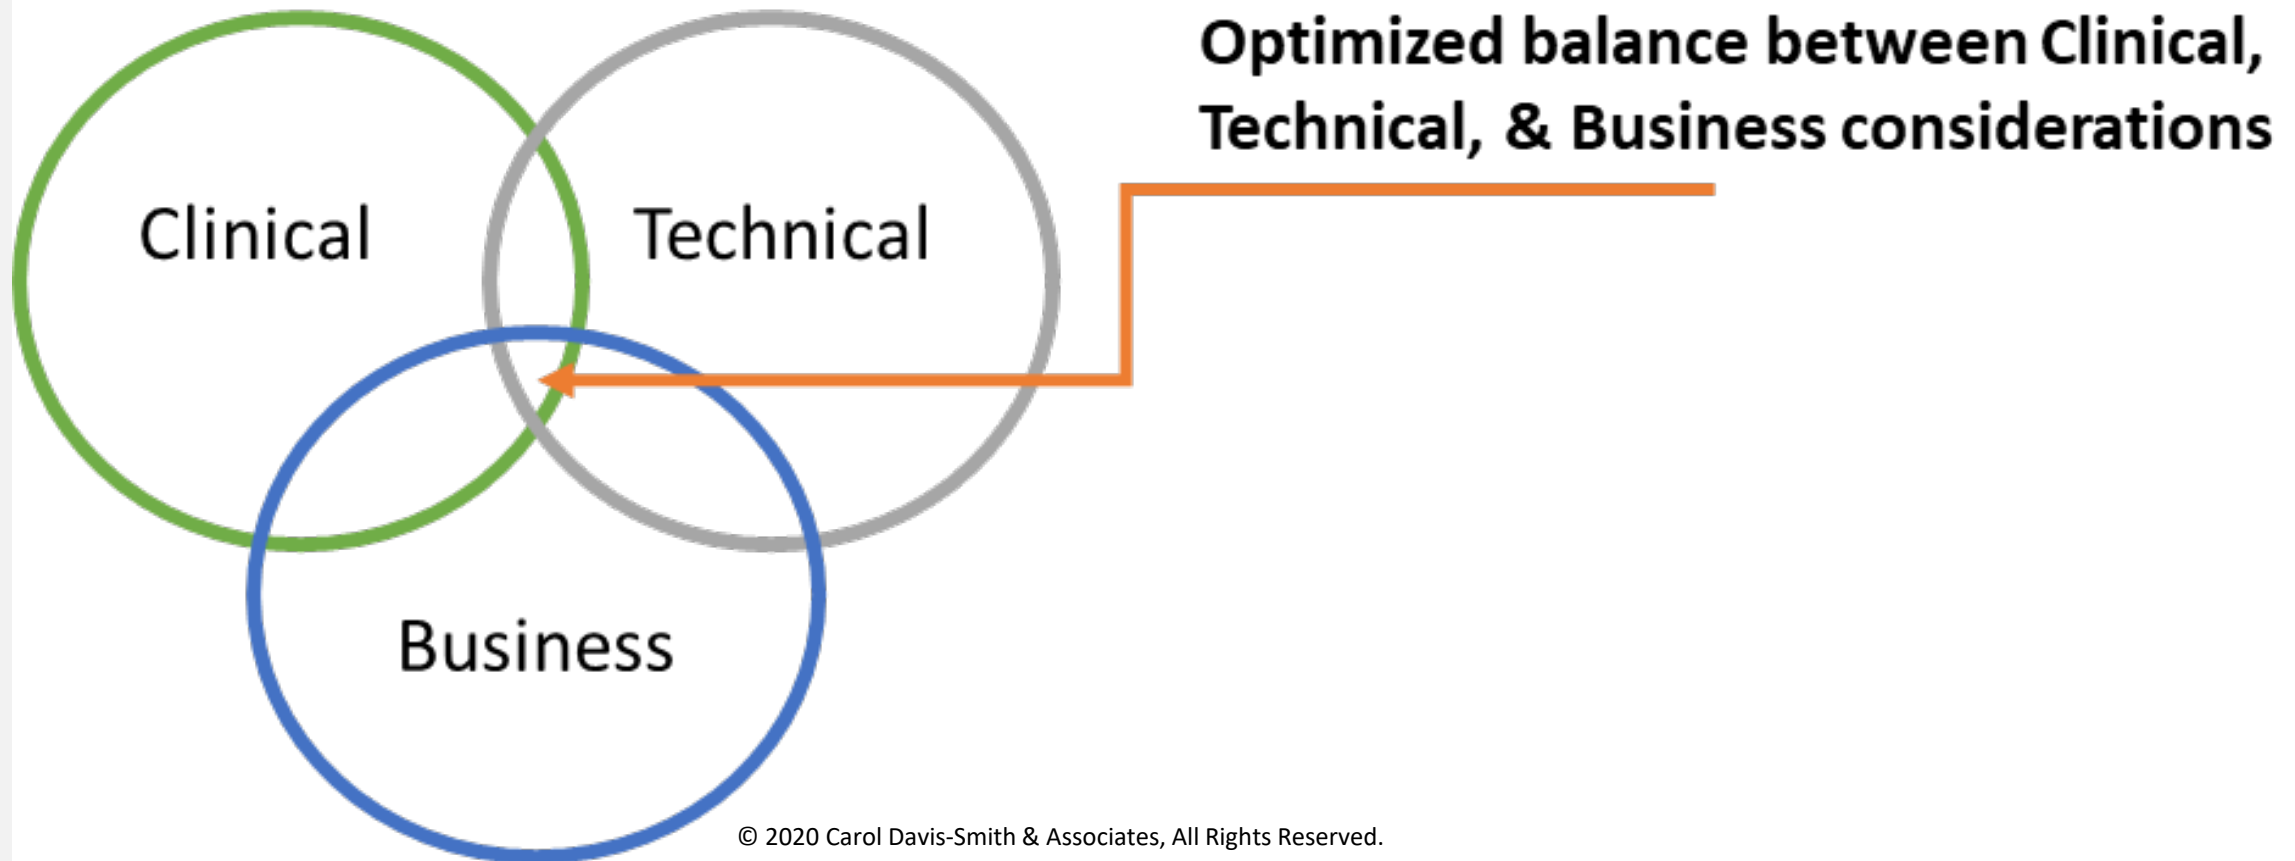 Optimized balance between Clinical,
Technical, & Business considerations
Clinical
Technical
Business
© 2020 Carol Davis-Smith & Associates, All Rights Reserved.